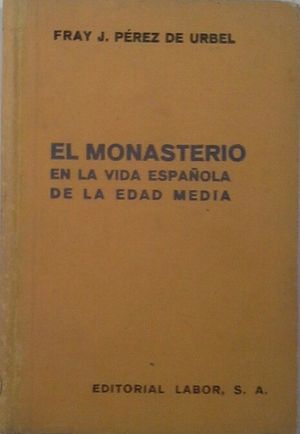 FRAY J. PÉREZ DE URBEL
EL MONASTERIO
EN LA VIDA ESPAÑOLA
DE LA EDAD MEDIA
EDITORIAL LABOR, S. A.